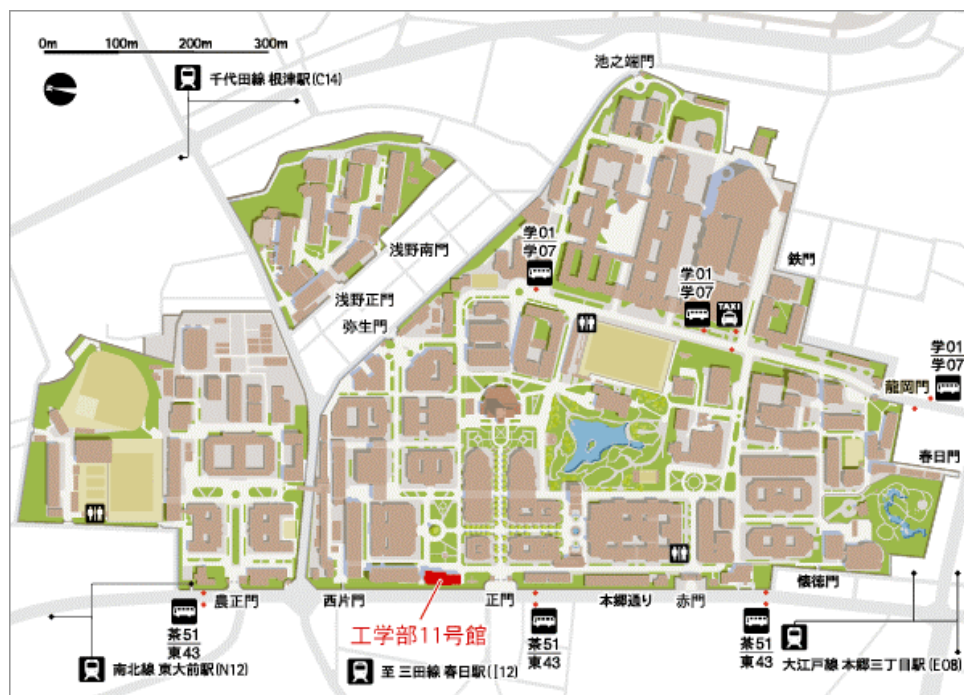 0m 100m 200m 300m
千代田線 根津駅(C14)
池之端門
浅野南門
浅野正門
弥生門
学01
学07
学01
学07
TAXI
鉄門
学01
学07
龍岡門
春日門
懐徳門
農正門
西片門
正門
本郷通り
赤門
工学部11号館
茶51
東43
茶51
東43
茶51
東43
南北線 東大前駅(N12)
至 三田線 春日駅(I12)
大江戸線 本郷三丁目駅(E08)